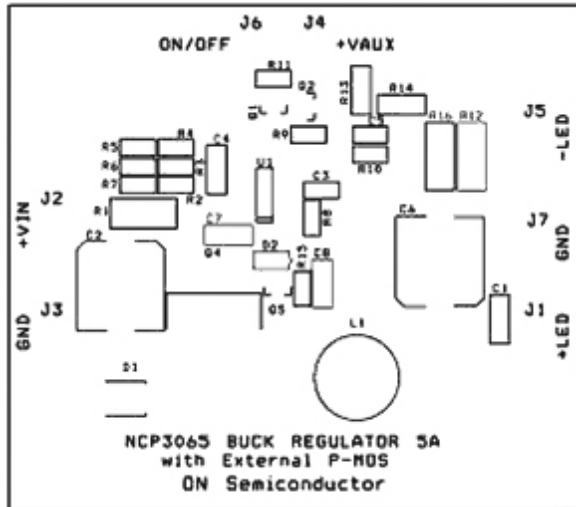 J6 J4
ON/OFF +VAUX
R11
Q2
Q1
R13
R14
R9
R16 R12
J5
-LED
R5 R4
C4
R6 R3
R7 R2
U1
R10
C3
J2
+VIN
R1
R8
C6
J7
GND
C7
Q4
C2
D2
R15 C8
J3
GND
Q5
C1
J1
+LED
L1
D1
NCP3065 BUCK REGULATOR 5A
with External P-MOS
ON Semiconductor